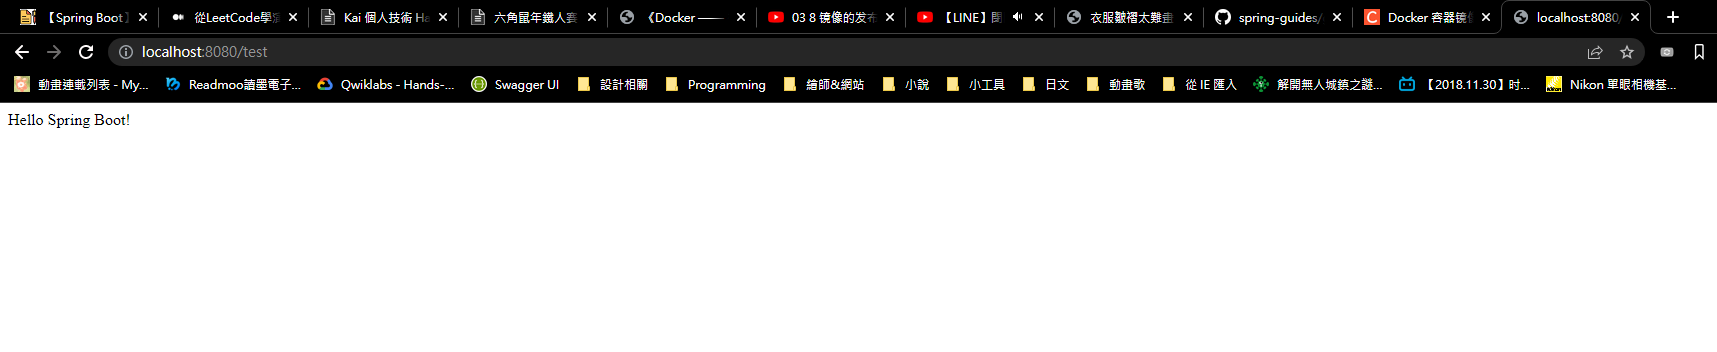 【Spring Boot】 從LeetCode學演 Kai 個人技術 Ha 六角鼠年鐵人賽 《Docker —— 03 8 镜像的发布 【LINE】閉 衣服皺褶太難畫 spring-guides/ Docker 容器镜像 localhost:8080/
localhost:8080/test
動畫連載列表 - My... Readmoo讀墨電子... Qwiklabs - Hands-... Swagger UI 設計相關 Programming 繪師&網站 小說 小工具 日文 動畫歌 從 IE 匯入 解開無人城鎮之謎... 【2018.11.30】时... Nikon 單眼相機基...
Hello Spring Boot!